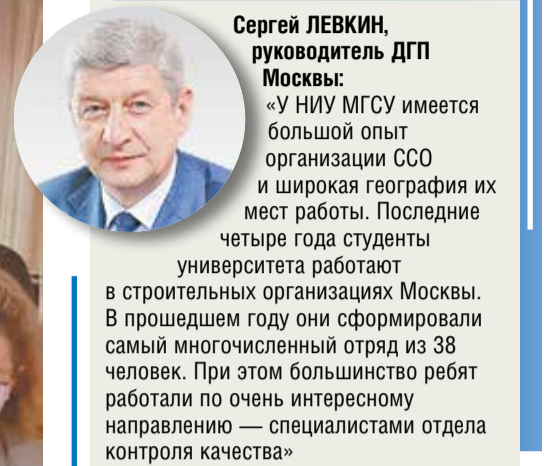 Сергей ЛЕВКИН,
руководитель ДГП
Москвы:
«У НИУ МГСУ имеется
большой опыт
организации ССО
и широкая география их
мест работы. Последние
четыре года студенты
университета работают
в строительных организациях Москвы.
В прошедшем году они сформировали
самый многочисленный отряд из 38
человек. При этом большинство ребят
работали по очень интересному
направлению — специалистами отдела
контроля качества»